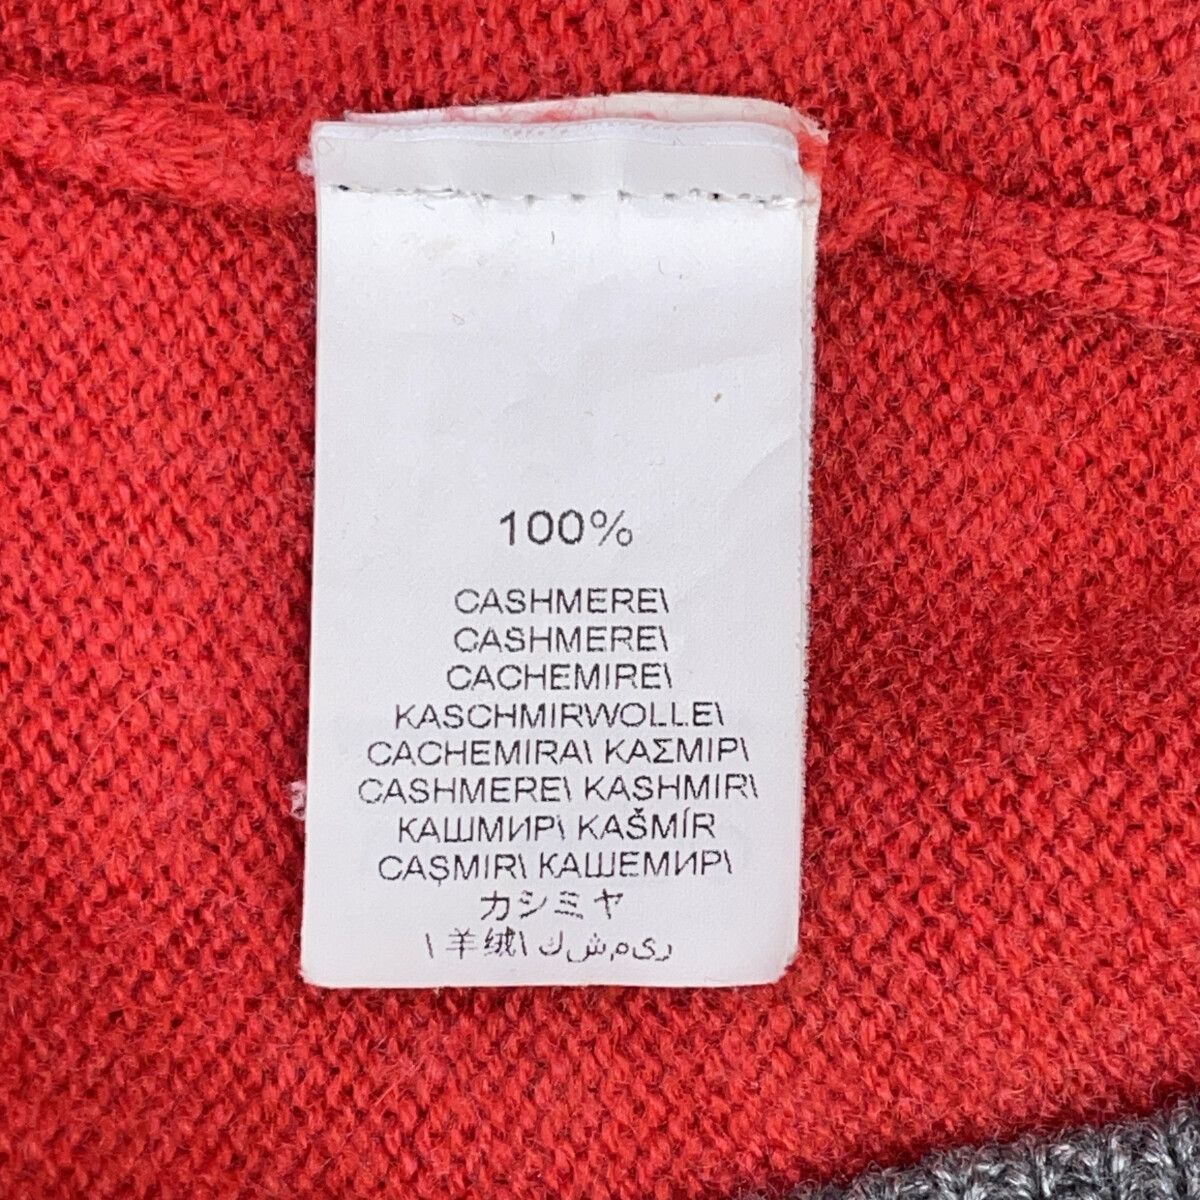 100%
CASHMERE\
CASHMERE\
CACHEMIRE\
KASCHMIRWOLLE\
CACHEMIRA\ ΚΑΣΜΙΡ\
CASHMERE\ KASHMIR\
КАШМИР\ KAŠMÍR
CAŞMIR\ КАШЕМИР\
カシミヤ
\ 羊绒\ ریمش ك